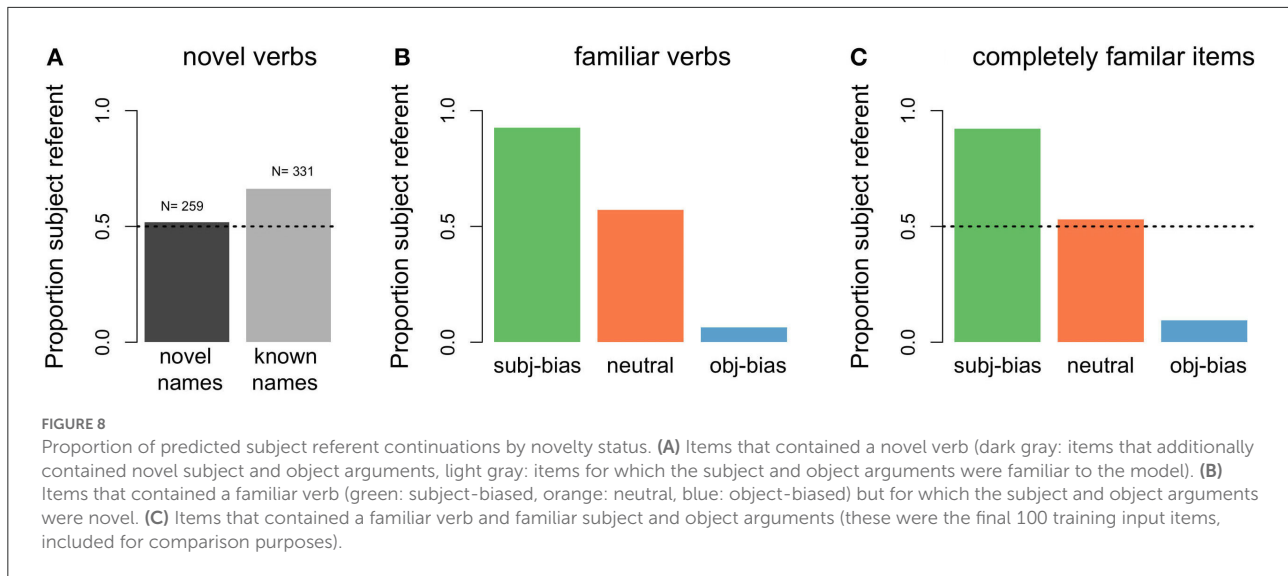 A novel verbs
Proportion subject referent
1.0
0.5
0.0
N= 259
N= 331
novel names
known names
B familiar verbs
Proportion subject referent
1.0
0.5
0.0
subj-bias neutral obj-bias
C completely familar items
Proportion subject referent
1.0
0.5
0.0
subj-bias neutral obj-bias
FIGURE 8
Proportion of predicted subject referent continuations by novelty status. (A) Items that contained a novel verb (dark gray: items that additionally
contained novel subject and object arguments, light gray: items for which the subject and object arguments were familiar to the model). (B)
Items that contained a familiar verb (green: subject-biased, orange: neutral, blue: object-biased) but for which the subject and object arguments
were novel. (C) Items that contained a familiar verb and familiar subject and object arguments (these were the final 100 training input items,
included for comparison purposes).